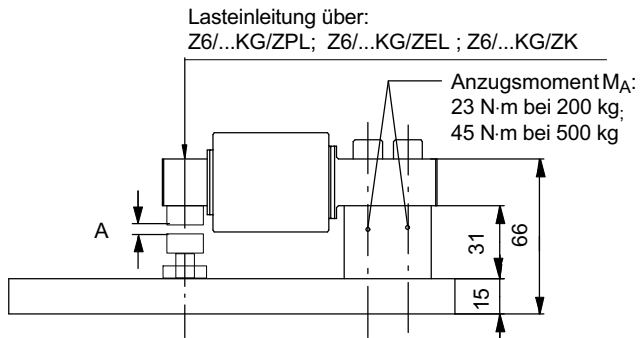 Lasteinleitung über:
Z6/...KG/ZPL; Z6/...KG/ZEL ; Z6/...KG/ZK
Anzugsmoment MA:
23 N·m bei 200 kg;
45 N·m bei 500 kg
A
31
66
15